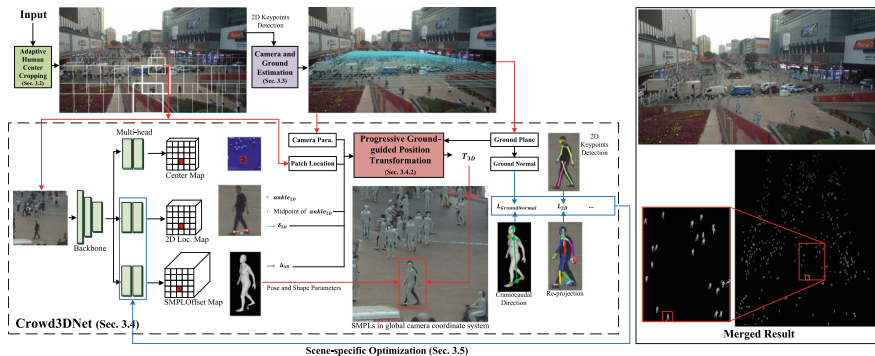 Input
Adaptive
Human
Center
Cropping
(Sec. 3.2)
2D Keypoints
Detection
Camera and
Ground
Estimation
(Sec. 3.3)
Multi-head
Center Map
Backbone
2D Loc. Map
SMPLOffset Map
Camera Para.
Patch Location
Progressive Ground-
guided Position
Transformation
(Sec. 3.4.2)
T3D
Ground Plane
Ground Normal
2D
Keypoints
Detection
ankle2D
Midpoint of ankle2D
δ2D
Δ3D
Pose and Shape Parameters
SMPLs in global camera coordinate system
LGroundNormal
L2D
...
Craniocaudal
Direction
Re-projection
Crowd3DNet (Sec. 3.4)
Scene-specific Optimization (Sec. 3.5)
Merged Result